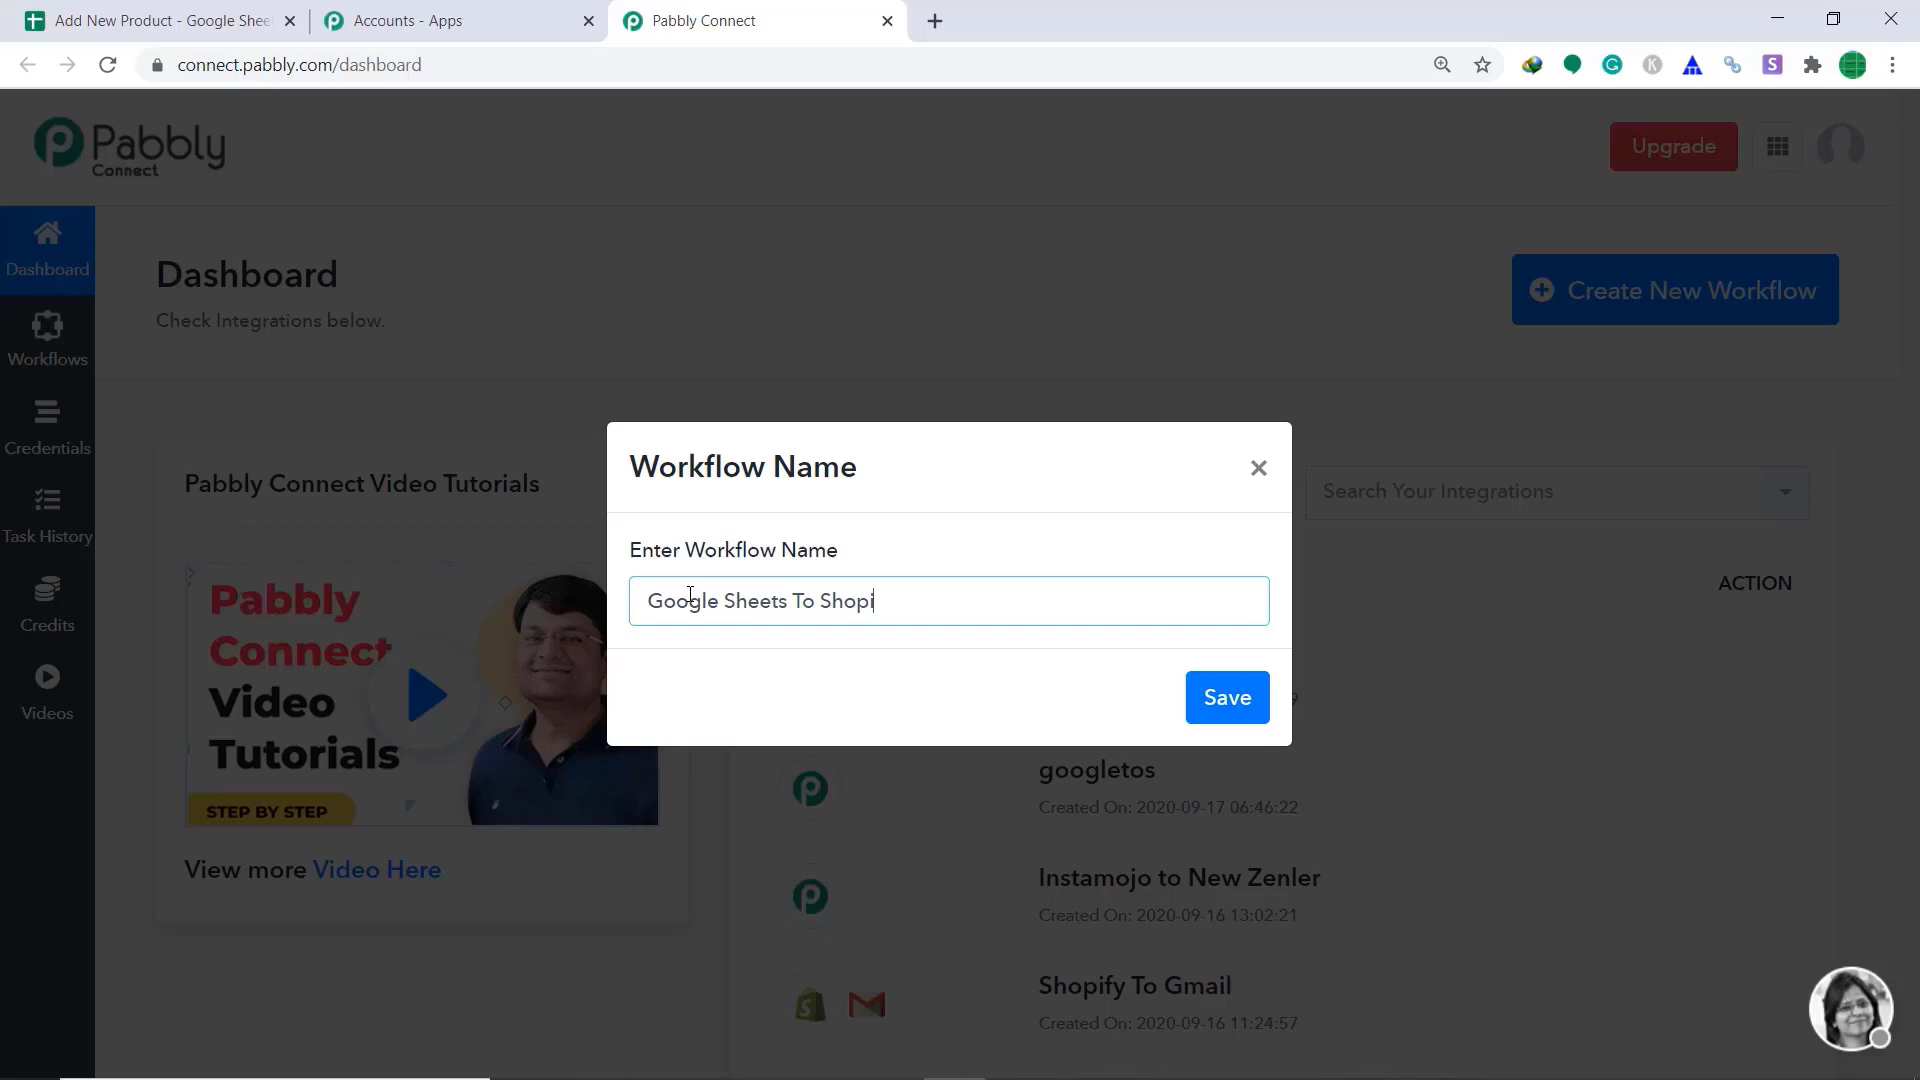 Add New Product - Google Shee
Accounts - Apps
Pabbly Connect
connect.pabbly.com/dashboard
Pabbly
Connect
Upgrade
Dashboard
Dashboard
Check Integrations below.
Create New Workflow
Workflows
Credentials
Task History
Credits
Videos
Pabbly Connect Video Tutorials
Pabbly
Connect
Video
Tutorials
STEP BY STEP
View more Video Here
Workflow Name
Enter Workflow Name
Google Sheets To Shopi
Save
Search Your Integrations
ACTION
9
googletos
Created On: 2020-09-17 06:46:22
Instamojo to New Zenler
Created On: 2020-09-16 13:02:21
Shopify To Gmail
Created On: 2020-09-16 11:24:57